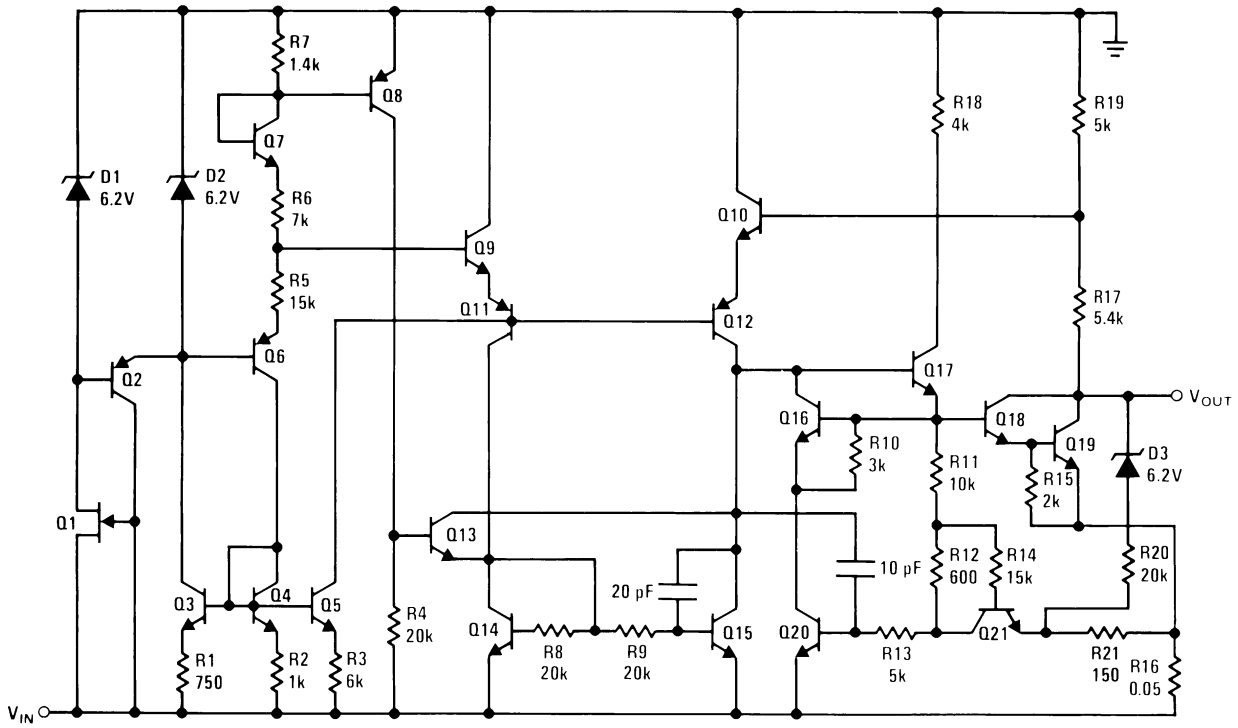 R7
1.4k
Q8
R18
4k
R19
5k
Q7
D1
6.2V
D2
6.2V
R6
7k
Q10
Q9
R5
15k
R17
5.4k
Q11
Q12
Q6
Q2
Q17
VOUT
Q16
Q18
R10
3k
Q19
D3
6.2V
R11
10k
R15
2k
Q1
Q13
R12
600
R14
15k
R20
20k
10 pF
20 pF
Q3
Q4
Q5
R4
20k
Q14
Q15
Q20
Q21
R8
20k
R9
20k
R13
5k
R21
150
R16
0.05
R1
750
R2
1k
R3
6k
VIN